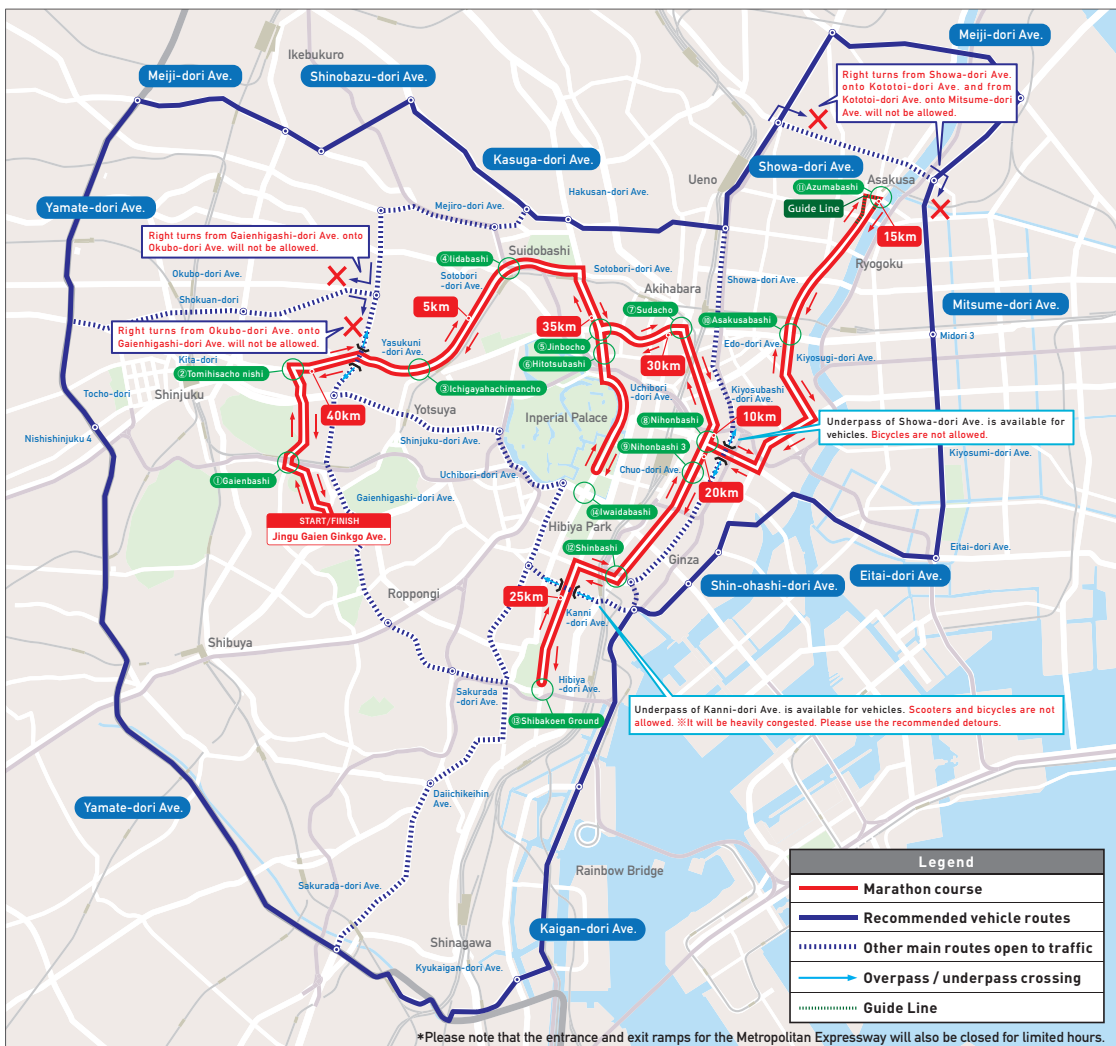 Ikebukuro
Meiji-dori Ave.
Shinobazu-dori Ave.
Meiji-dori Ave.
Right turns from Showa-dori Ave.
onto Kototoi-dori Ave. and from
Kototoi-dori Ave. onto Mitsume-dori
Ave. will not be allowed.
Kasuga-dori Ave.
Showa-dori Ave.
Ueno
Asakusa
Hakusan-dori Ave.
⑪Azumabashi
Guide Line
Yamate-dori Ave.
Mejiro-dori Ave.
15km
Right turns from Gaienhigashi-dori Ave. onto
Okubo-dori Ave. will not be allowed.
Suidobashi
④Iidabashi
Ryogoku
Okubo-dori Ave.
Sotobori
-dori Ave.
Sotobori-dori Ave.
Showa-dori Ave.
Akihabara
Shokuan-dori
5km
Mitsume-dori Ave.
⑦Sudacho
⑩Asakusabashi
35km
Right turns from Okubo-dori Ave. onto
Gaienhigashi-dori Ave. will not be allowed.
Midori 3
Yasukuni
-dori Ave.
⑤Jinbocho
Edo-dori Ave.
Kita-dori
⑥Hitotsubashi
30km
Kiyosugi-dori Ave.
②Tomihisacho nishi
③Ichigayahachimancho
Uchibori
-dori Ave.
Kiyosubashi
-dori Ave.
Tocho-dori
Shinjuku
40km
Yotsuya
Inperial Palace
⑧Nihonbashi
10km
Underpass of Showa-dori Ave. is available for
vehicles. Bicycles are not allowed.
Nishishinjuku 4
Shinjuku-dori Ave.
⑨Nihonbashi 3
Kiyosumi-dori Ave.
Uchibori-dori Ave.
Chuo-dori Ave.
①Gaienbashi
20km
Gaienhigashi-dori Ave.
⑭Iwaidabashi
START/FINISH
Jingu Gaien Ginkgo Ave.
Hibiya Park
⑫Shinbashi
Eitai-dori Ave.
Ginza
Eitai-dori Ave.
Shin-ohashi-dori Ave.
Roppongi
25km
Kanni
-dori Ave.
Shibuya
Hibiya
-dori Ave.
Sakurada
-dori Ave.
⑬Shibakoen Ground
Underpass of Kanni-dori Ave. is available for vehicles. Scooters and bicycles are not
allowed. ※It will be heavily congested. Please use the recommended detours.
Yamate-dori Ave.
Daiichikeihin
Ave.
Rainbow Bridge
Sakurada-dori Ave.
Kaigan-dori Ave.
Shinagawa
Kyukaigan-dori Ave.
Legend
Marathon course
Recommended vehicle routes
Other main routes open to traffic
Overpass / underpass crossing
Guide Line
*Please note that the entrance and exit ramps for the Metropolitan Expressway will also be closed for limited hours.